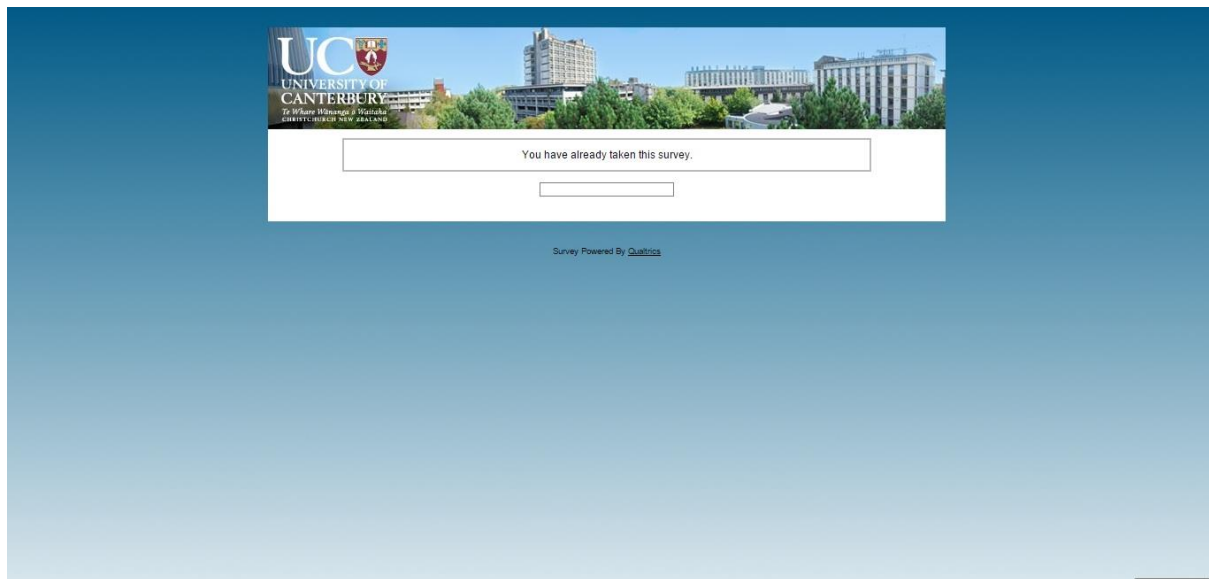 UC
UNIVERSITY OF
CANTERBURY
Te Whare Wānanga o Waitaha
CHRISTCHURCH NEW ZEALAND
You have already taken this survey.
Survey Powered By Qualtrics